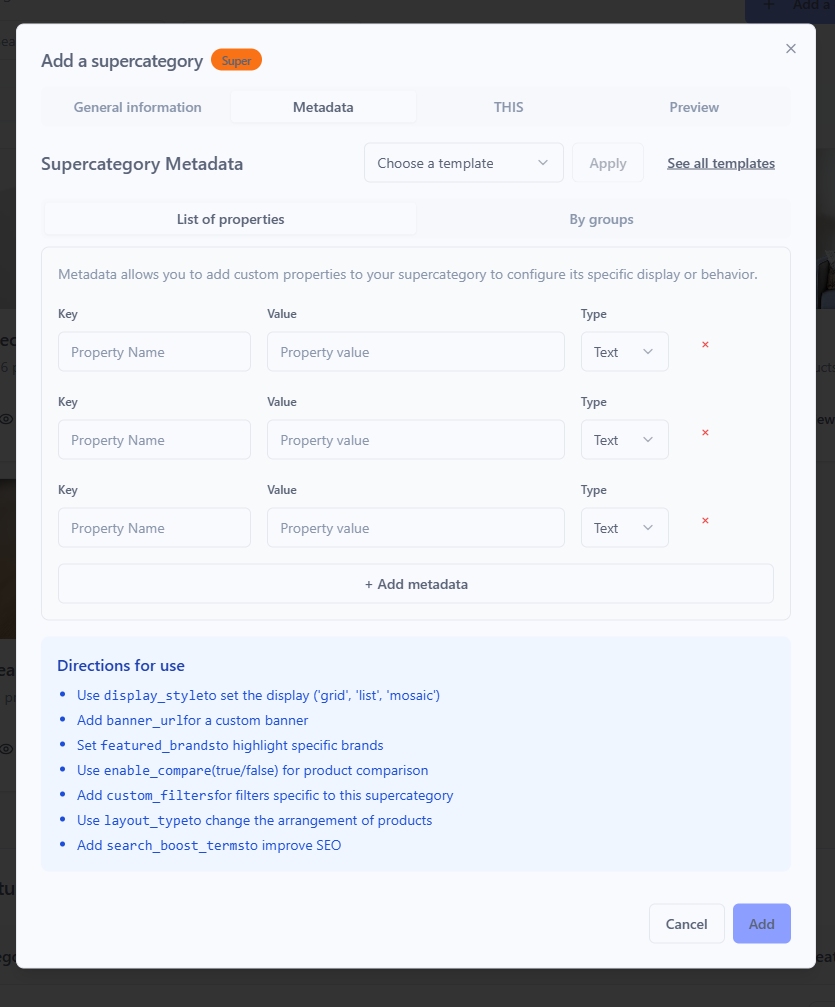 Add a
Add a supercategory Super
General information Metadata THIS Preview
Supercategory Metadata Choose a template Apply See all templates
List of properties By groups
Metadata allows you to add custom properties to your supercategory to configure its specific display or behavior.
Key Value Type
Property Name Property value Text
Key Value Type
Property Name Property value Text
Key Value Type
Property Name Property value Text
+ Add metadata
Directions for use
Use display_styleto set the display ('grid', 'list', 'mosaic')
Add banner_urlfor a custom banner
Set featured_brandsto highlight specific brands
Use enable_compare(true/false) for product comparison
Add custom_filtersfor filters specific to this supercategory
Use layout_typeto change the arrangement of products
Add search_boost_termsto improve SEO
Cancel Add